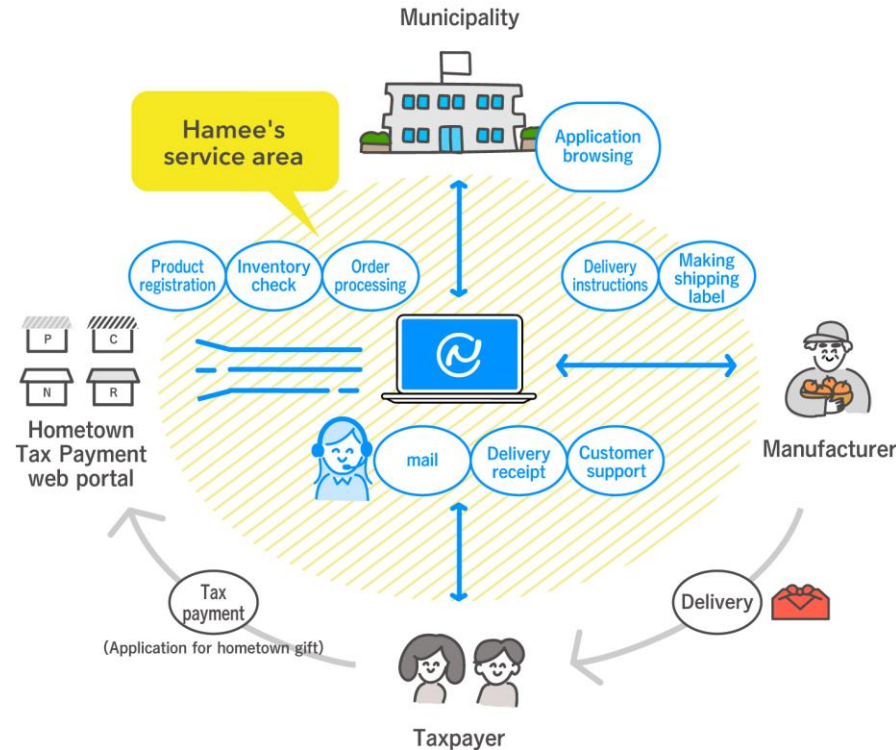 Municipality
Hamee's
service area
Application
browsing
Product
registration
Inventory
check
Order
processing
Delivery
instructions
Making
shipping
label
P
C
N
R
Hometown
Tax Payment
web portal
mail
Delivery
receipt
Customer
support
Manufacturer
Tax
payment
(Application for hometown gift)
Delivery
Taxpayer